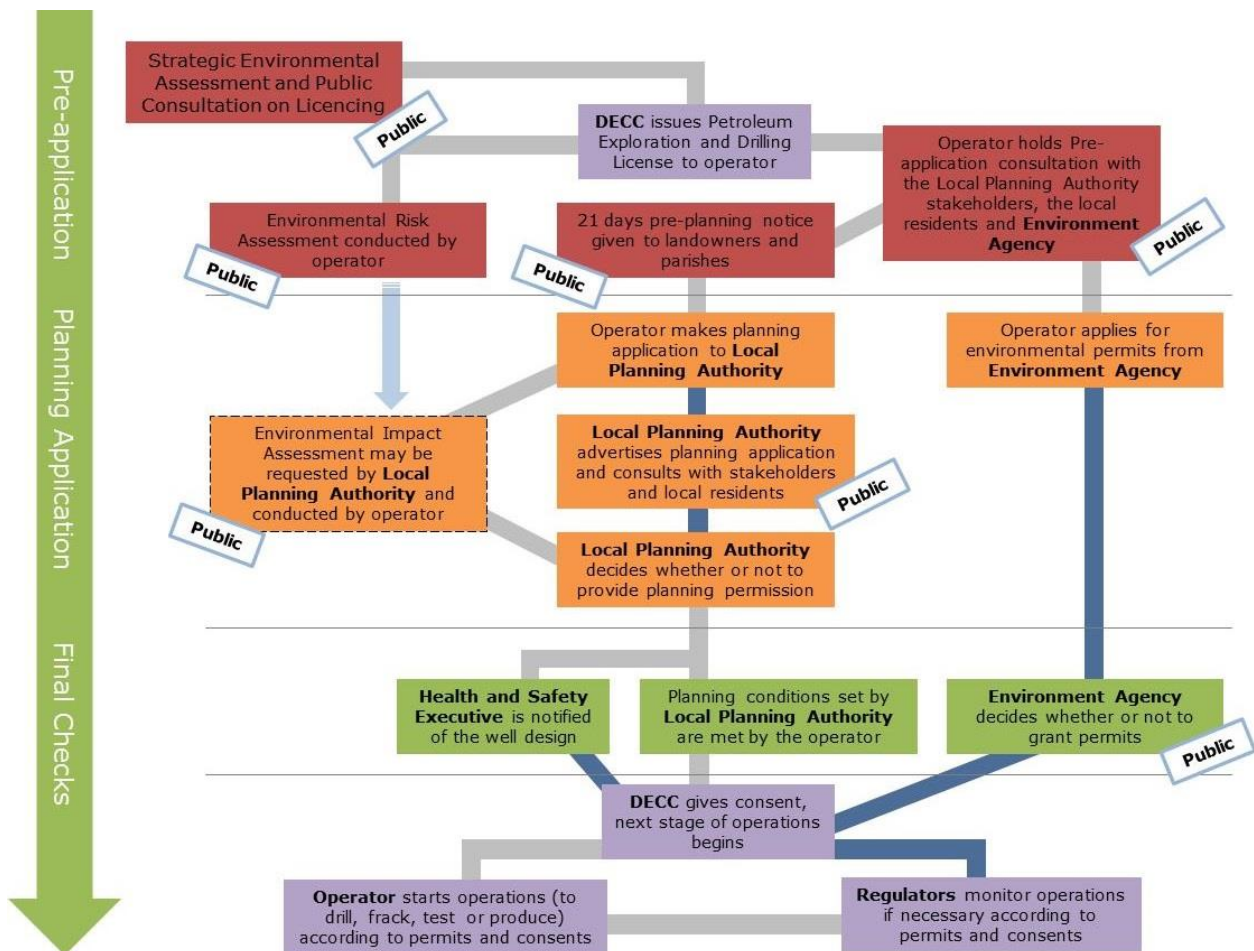 Pre-application
Planning Application
Final Checks
Strategic Environmental
Assessment and Public
Consultation on Licencing
Public
DECC issues Petroleum
Exploration and Drilling
License to operator
Operator holds Pre-
application consultation with
the Local Planning Authority
stakeholders, the local
residents and Environment
Agency
Public
Environmental Risk
Assessment conducted by
operator
Public
21 days pre-planning notice
given to landowners and
parishes
Public
Operator makes planning
application to Local
Planning Authority
Operator applies for
environmental permits from
Environment Agency
Environmental Impact
Assessment may be
requested by Local
Planning Authority and
conducted by operator
Public
Local Planning Authority
advertises planning application
and consults with stakeholders
and local residents
Public
Local Planning Authority
decides whether or not to
provide planning permission
Health and Safety
Executive is notified
of the well design
Planning conditions set by
Local Planning Authority
are met by the operator
Environment Agency
decides whether or not to
grant permits
Public
DECC gives consent,
next stage of operations
begins
Operator starts operations (to
drill, frack, test or produce)
according to permits and consents
Regulators monitor operations
if necessary according to
permits and consents